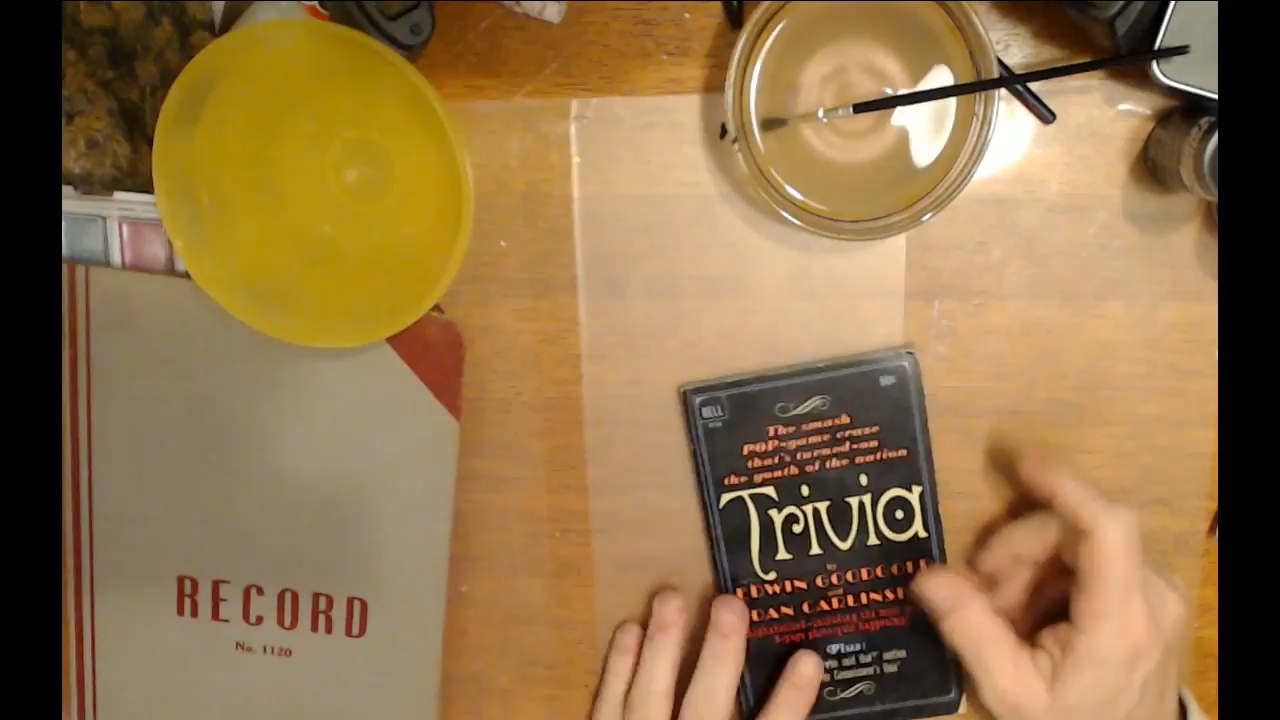 DELL
50¢
The smash
POP-game craze
that's turned-on
the youth of the nation
Trivia
by
EDWIN GOODGOLD
and
DAN CARLINSKY
PLUS!
RECORD
No. 1120